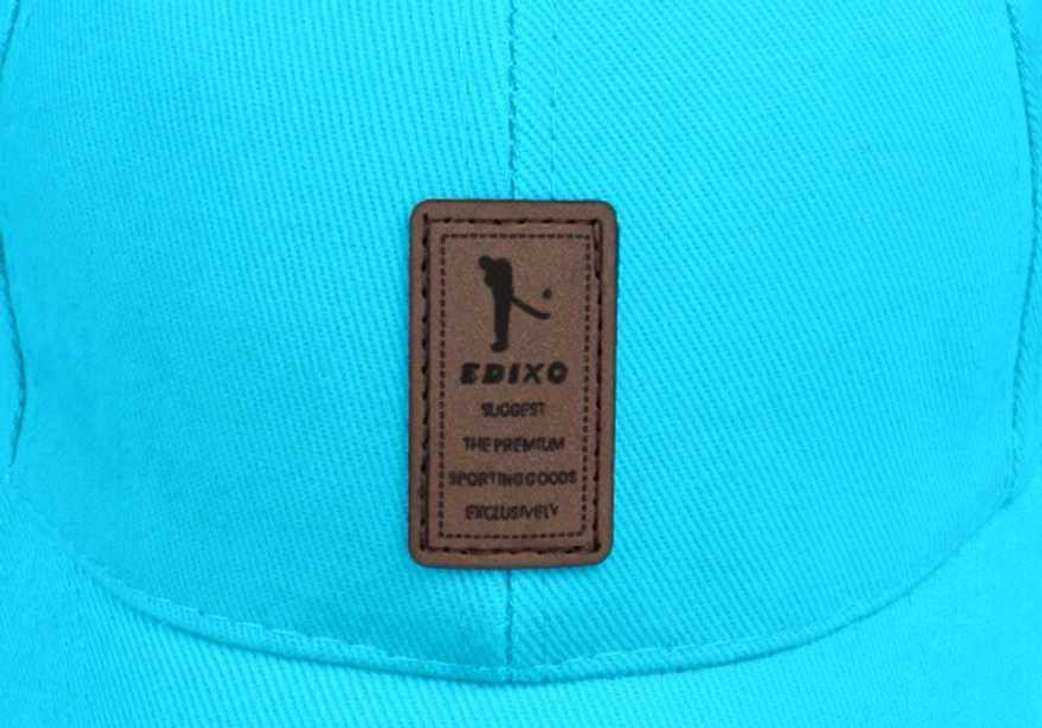 EDIXO
SUGGEST
THE PREMIUM
SPORTING GOODS
EXCLUSIVELY